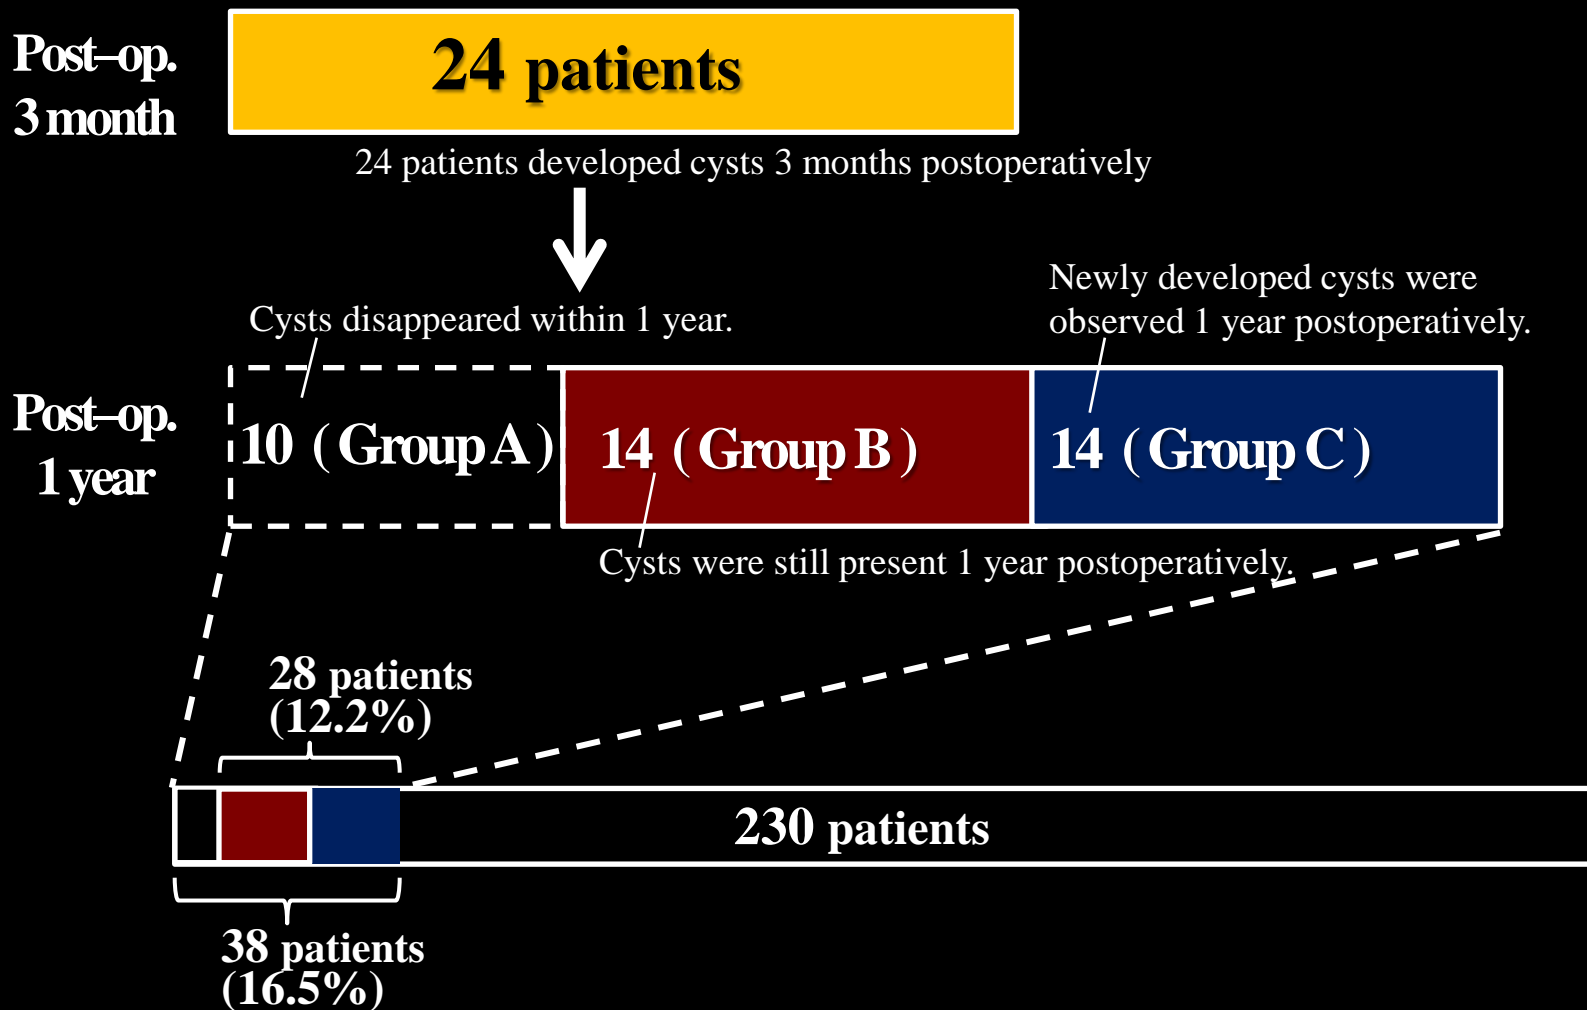 Post–op.
3 month
24 patients
24 patients developed cysts 3 months postoperatively
Cysts disappeared within 1 year.
Newly developed cysts were
observed 1 year postoperatively.
Post–op.
1 year
10 ( Group A )
14 ( Group B )
14 ( Group C )
Cysts were still present 1 year postoperatively.
28 patients
(12.2%)
230 patients
38 patients
(16.5%)